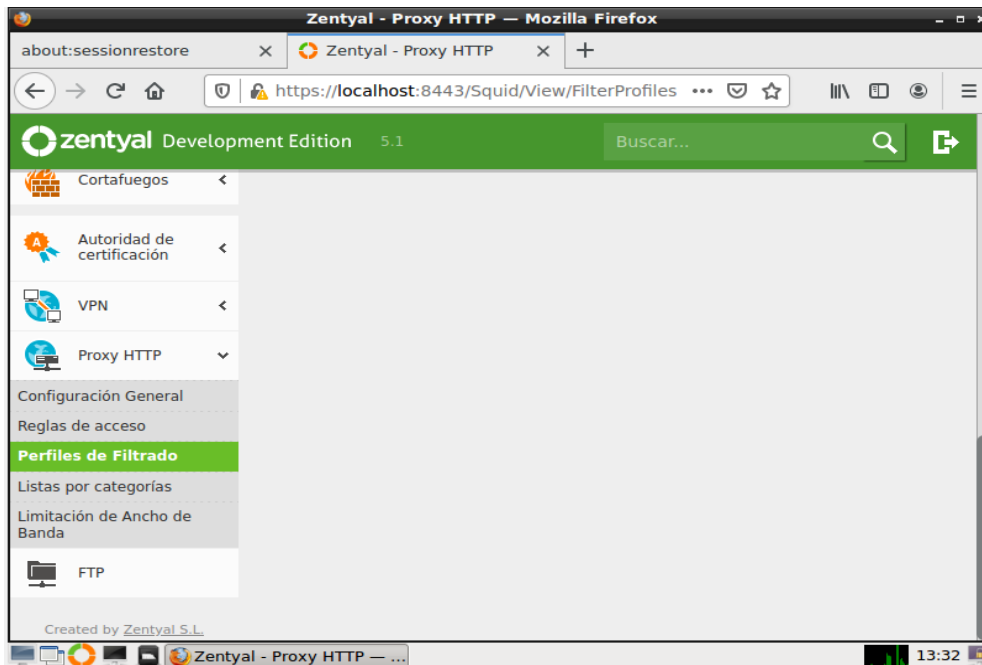 Zentyal - Proxy HTTP — Mozilla Firefox
about:sessionrestore
Zentyal - Proxy HTTP
https://localhost:8443/Squid/View/FilterProfiles
zentyal Development Edition 5.1
Buscar...
Cortafuegos
A
Autoridad de
certificación
VPN
Proxy HTTP
Configuración General
Reglas de acceso
Perfiles de Filtrado
Listas por categorías
Limitación de Ancho de
Banda
FTP
Created by Zentyal S.L.
Zentyal - Proxy HTTP — ...
13:32